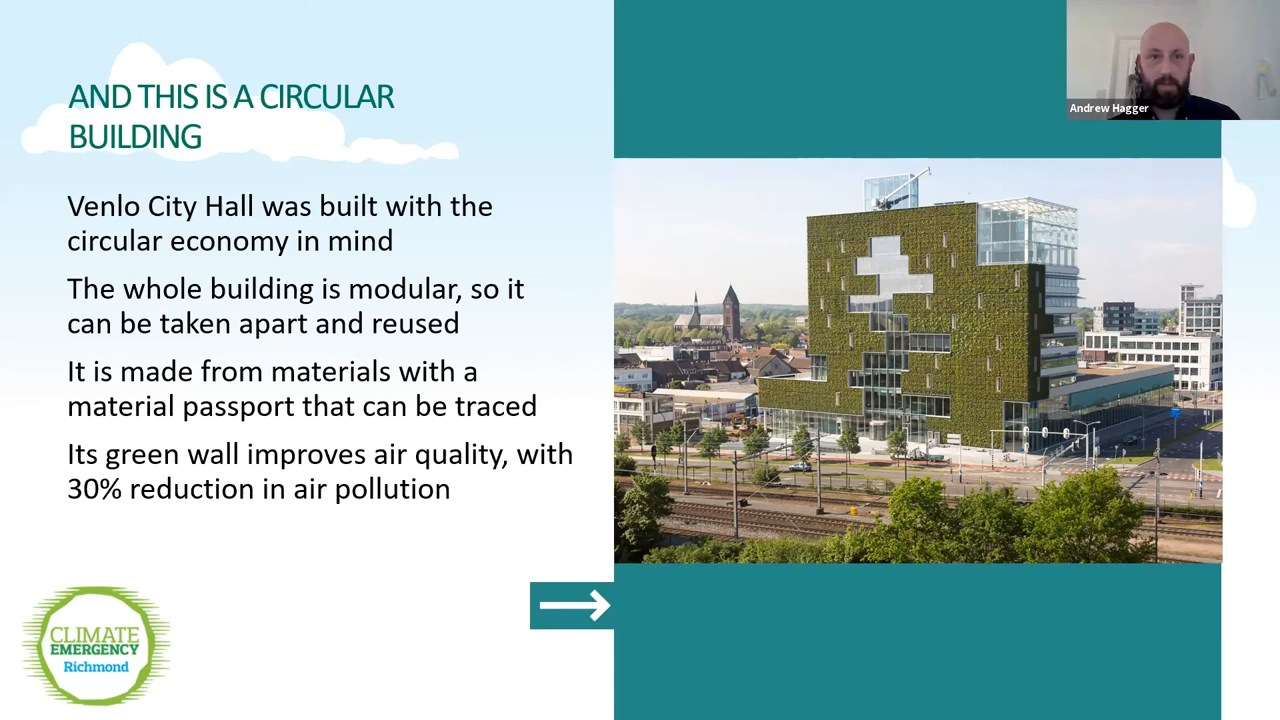 AND THIS IS A CIRCULAR
BUILDING
Venlo City Hall was built with the
circular economy in mind
The whole building is modular, so it
can be taken apart and reused
It is made from materials with a
material passport that can be traced
Its green wall improves air quality, with
30% reduction in air pollution
CLIMATE
EMERGENCY
Richmond
Andrew Hagger